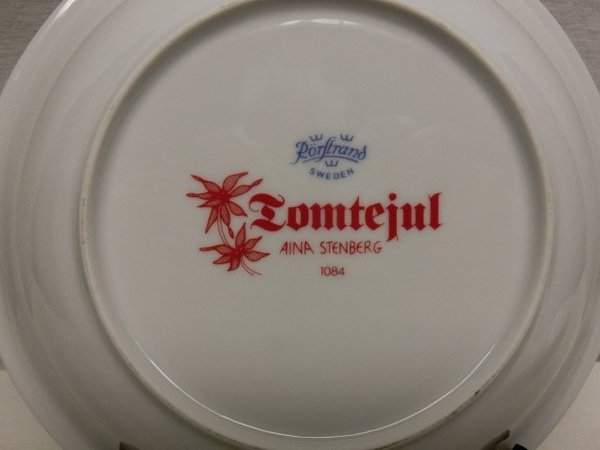 Rörstrand
SWEDEN
Tomtejul
AINA STENBERG
1084